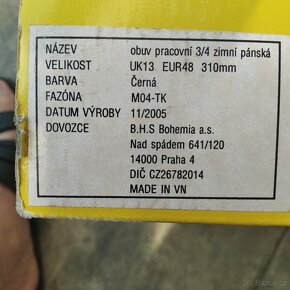 NÁZEV obuv pracovní 3/4 zimní pánská
VELIKOST UK13 EUR48 310mm
BARVA Černá
FAZÓNA M04-TK
DATUM VÝROBY 11/2005
DOVOZCE B.H.S Bohemia a.s.
Nad spádem 641/120
14000 Praha 4
DIČ CZ26782014
MADE IN VN